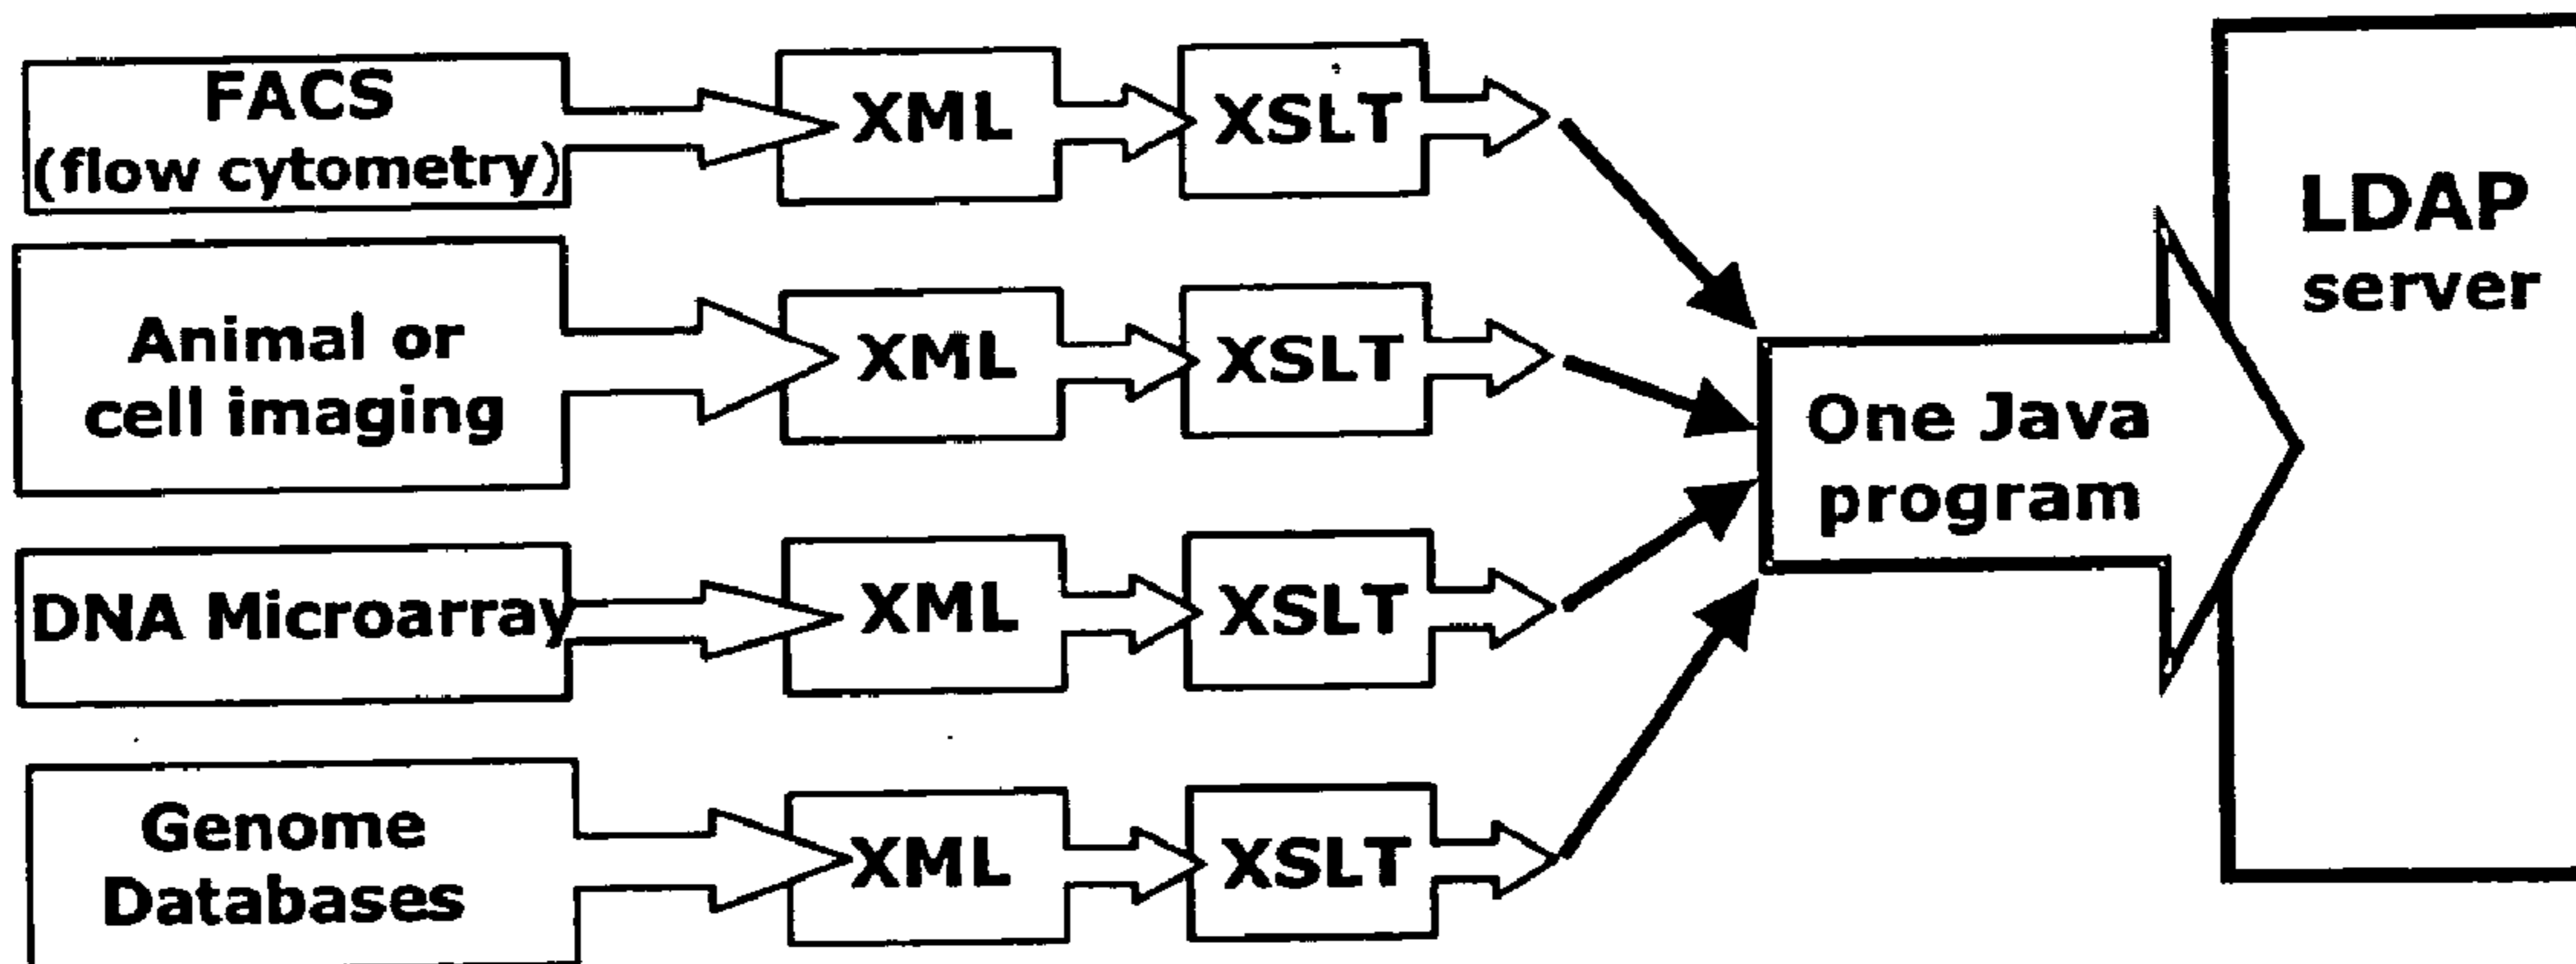 FACS
(flow cytometry)
XML
XSLT
Animal or
cell imaging
XML
XSLT
DNA Microarray
XML
XSLT
Genome
Databases
XML
XSLT
One Java
program
LDAP
server